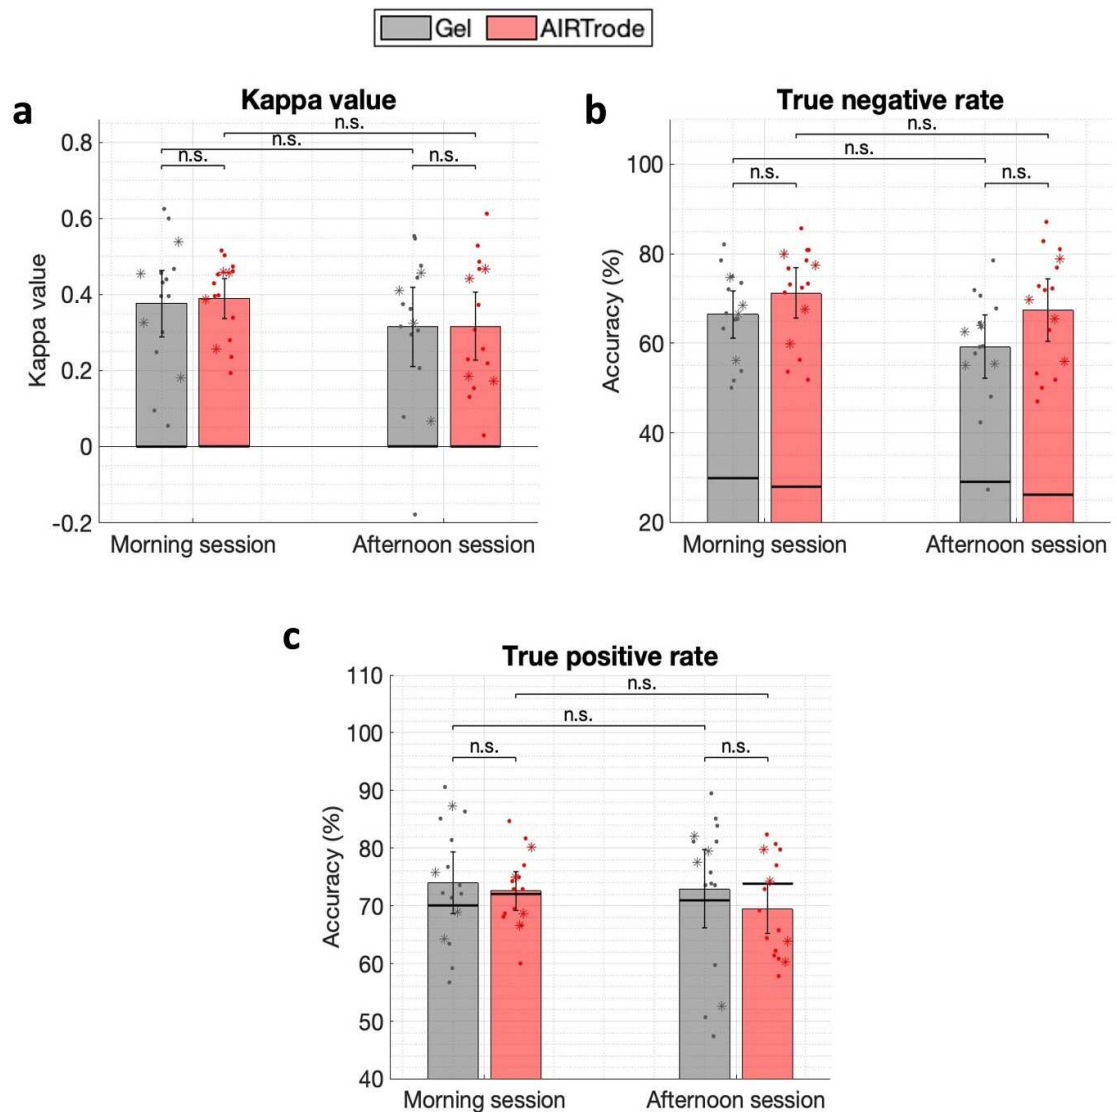 Gel AIRTrode
a
Kappa value
n.s.
n.s.
n.s. n.s.
0.8
0.6
0.4
0.2
0
-0.2
Kappa value
Morning session Afternoon session
b
True negative rate
n.s.
n.s.
n.s. n.s.
100
80
60
40
20
Accuracy (%)
Morning session Afternoon session
c
True positive rate
n.s.
n.s.
n.s. n.s.
110
100
90
80
70
60
50
40
Accuracy (%)
Morning session Afternoon session